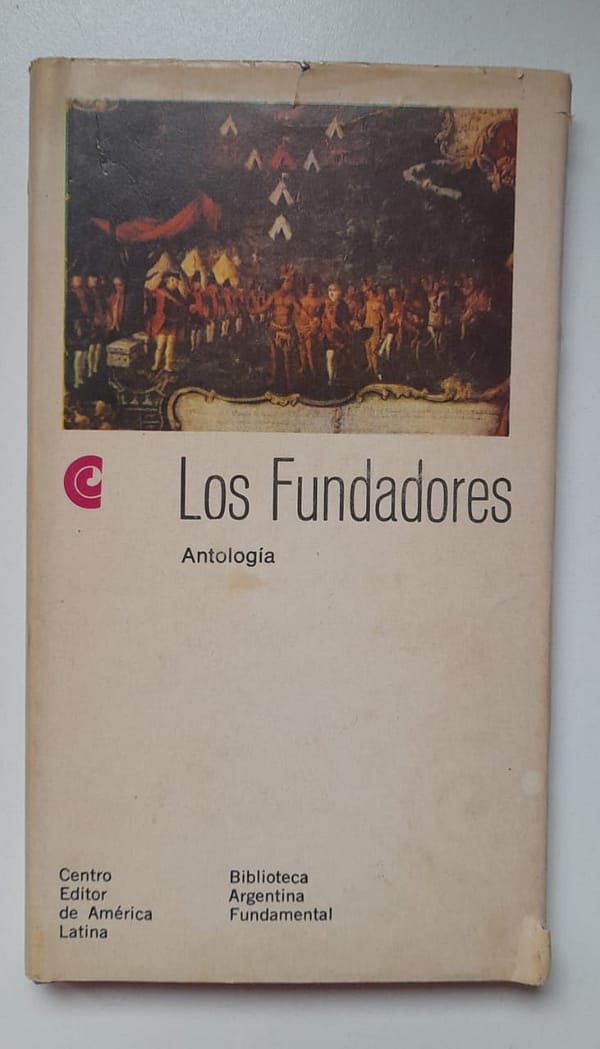 Los Fundadores
Antología
Centro
Editor
de América
Latina
Biblioteca
Argentina
Fundamental